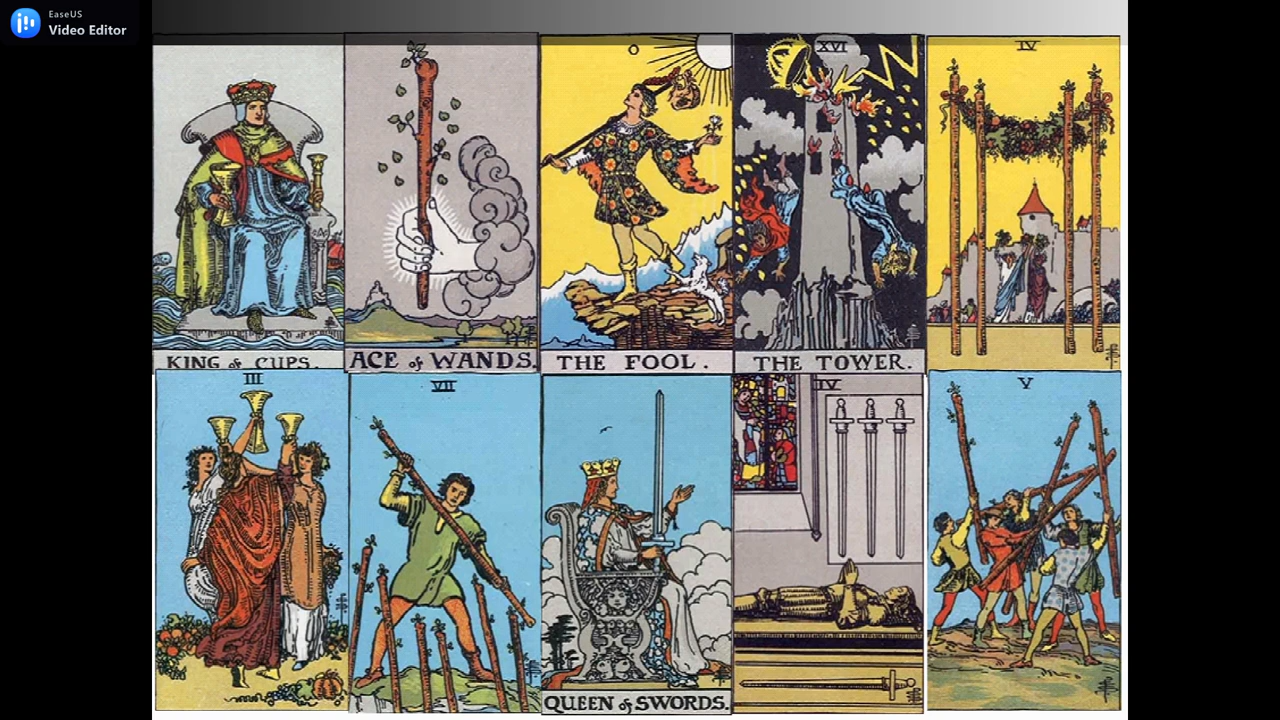 EaseUS
Video Editor
O
XVI
IV
KING of CUPS.
ACE of WANDS.
THE FOOL.
THE TOWER.
III
VII
IV
V
QUEEN of SWORDS.